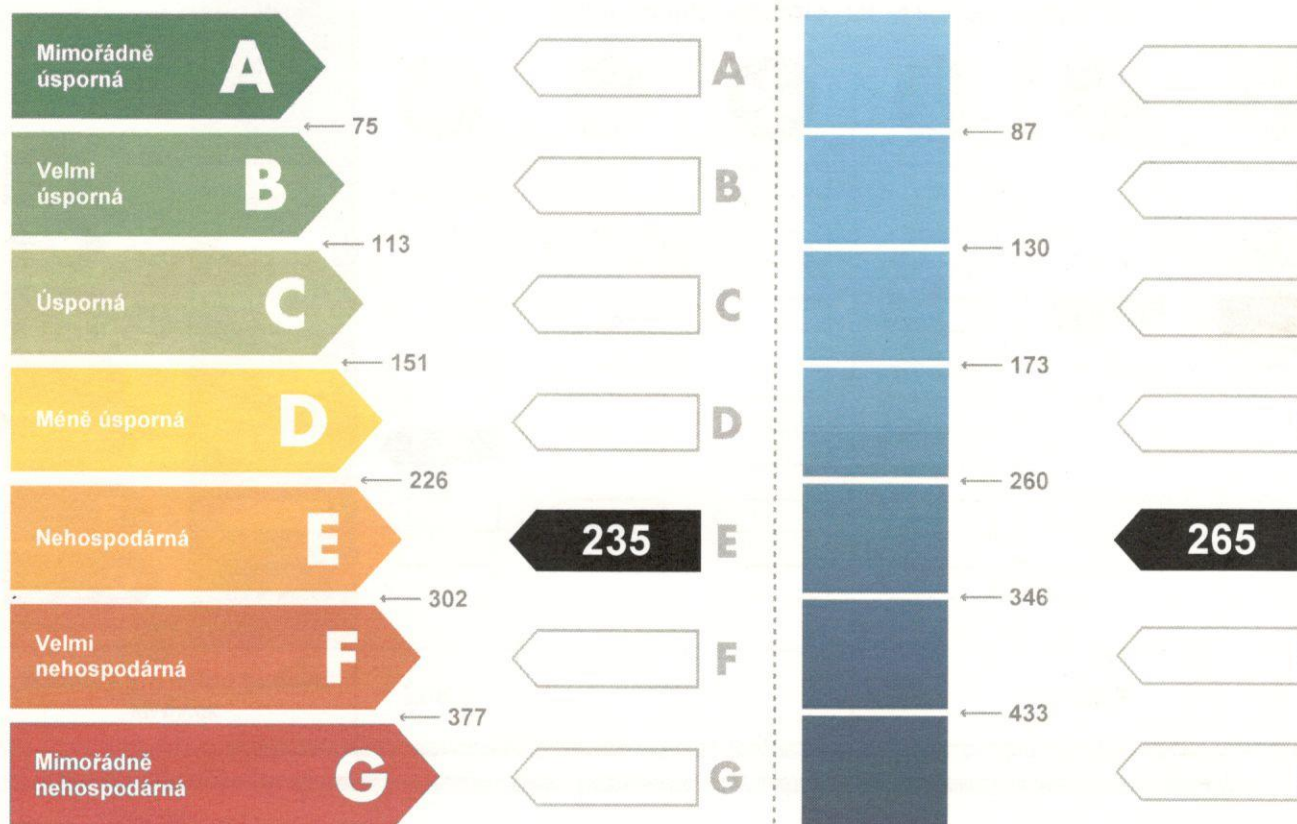 Mimořádně
úsporná
A
A
75
87
Velmi
úsporná
B
B
113
130
Úsporná
C
C
151
173
Méně úsporná
D
D
226
260
Nehospodárná
E
235
E
265
302
346
Velmi
nehospodárná
F
F
377
433
Mimořádně
nehospodárná
G
G